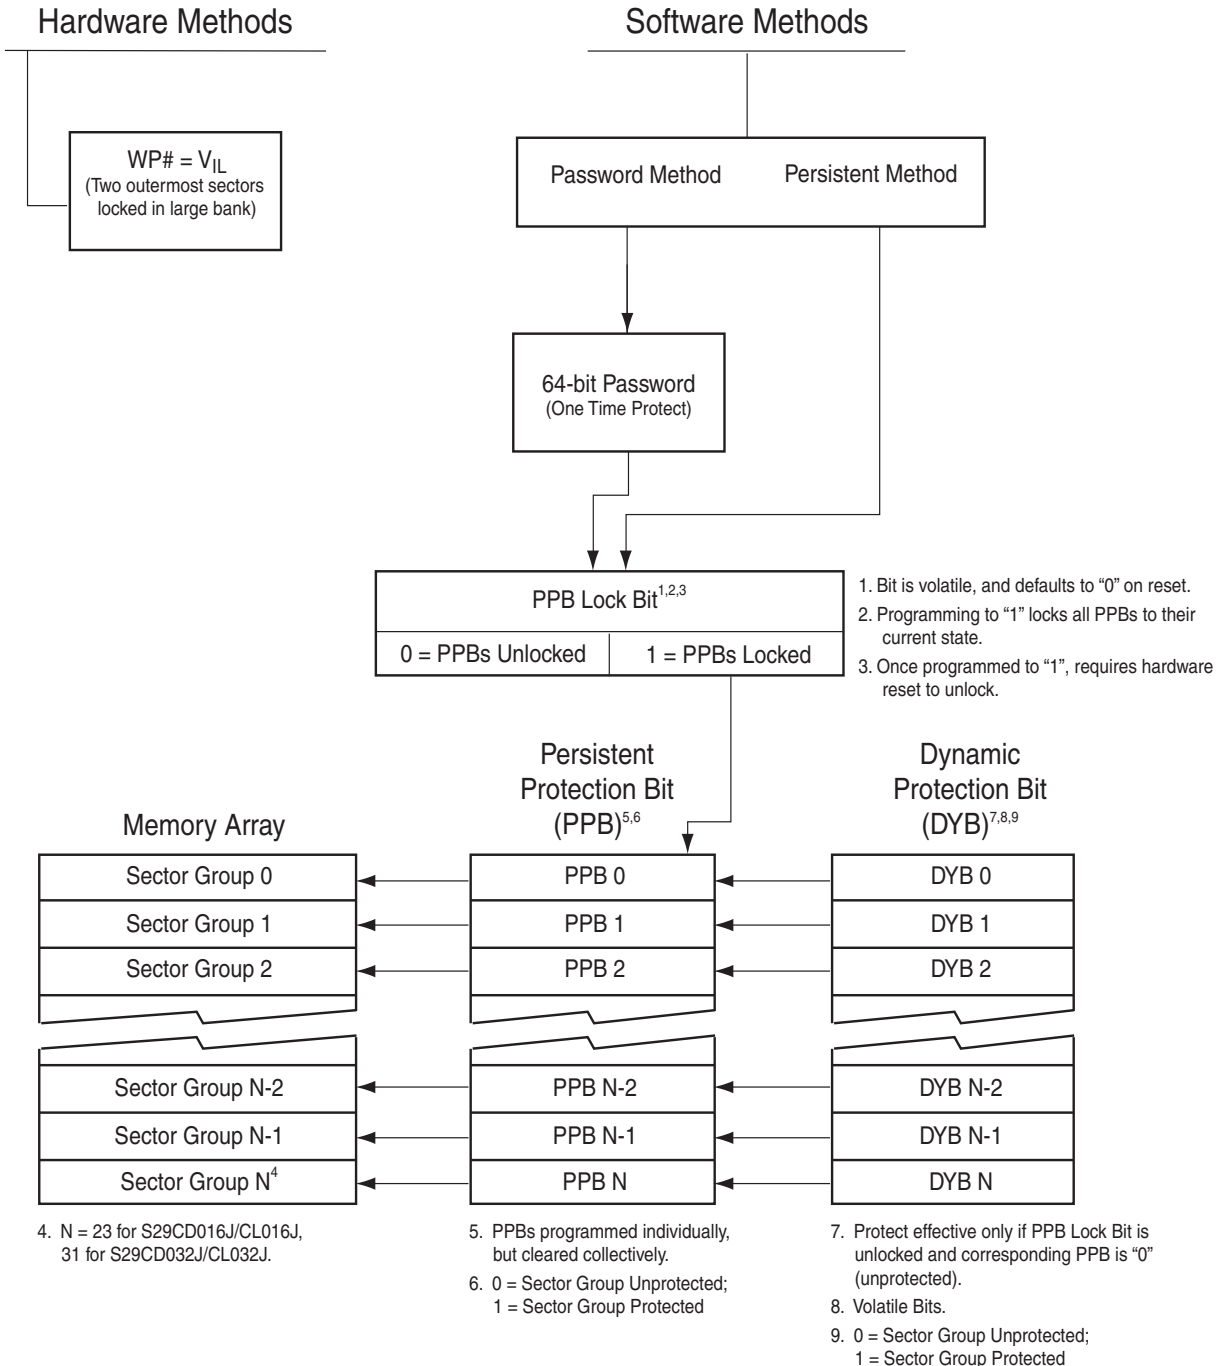 Hardware Methods
Software Methods
WP# = VIL
(Two outermost sectors
locked in large bank)
Password Method
Persistent Method
64-bit Password
(One Time Protect)
PPB Lock Bit1,2,3
0 = PPBs Unlocked
1 = PPBs Locked
1. Bit is volatile, and defaults to “0” on reset.
2. Programming to “1” locks all PPBs to their
current state.
3. Once programmed to “1”, requires hardware
reset to unlock.
Memory Array
Persistent
Protection Bit
(PPB)5,6
Dynamic
Protection Bit
(DYB)7,8,9
Sector Group 0
PPB 0
DYB 0
Sector Group 1
PPB 1
DYB 1
Sector Group 2
PPB 2
DYB 2
Sector Group N-2
PPB N-2
DYB N-2
Sector Group N-1
PPB N-1
DYB N-1
Sector Group N4
PPB N
DYB N
4. N = 23 for S29CD016J/CL016J,
31 for S29CD032J/CL032J.
5. PPBs programmed individually,
but cleared collectively.
6. 0 = Sector Group Unprotected;
1 = Sector Group Protected
7. Protect effective only if PPB Lock Bit is
unlocked and corresponding PPB is “0”
(unprotected).
8. Volatile Bits.
9. 0 = Sector Group Unprotected;
1 = Sector Group Protected